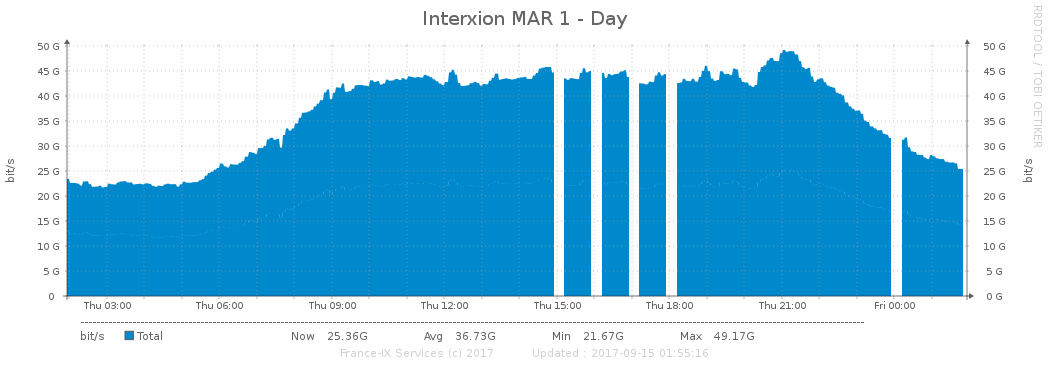 Interxion MAR 1 - Day
RRDTOOL / TOBI OETIKER
50 G 50 G
45 G 45 G
40 G 40 G
35 G 35 G
30 G 30 G
25 G 25 G
20 G 20 G
15 G 15 G
10 G 10 G
5 G 5 G
0 0 G
bit/s bit/s
Thu 03:00 Thu 06:00 Thu 09:00 Thu 12:00 Thu 15:00 Thu 18:00 Thu 21:00 Fri 00:00
bit/s Total Now 25.36G Avg 36.73G Min 21.67G Max 49.17G
France-IX Services (c) 2017 Updated : 2017-09-15 01:55:16